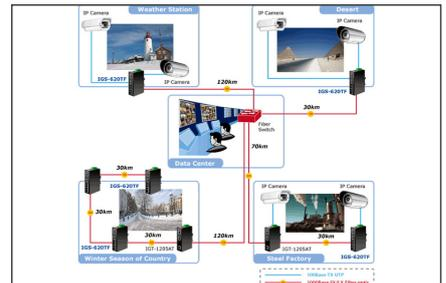 Weather Station
Desert
IP Camera
IP Camera
IP Camera
IGS-620TF
IGS-620TF
120km
30km
Fiber
Switch
70km
Data Center
30km
IGS-620TF
30km
30km
120km
IGS-620TF
IGT-1205AT
Winter Season of Country
IP Camera
IP Camera
30km
IGT-1205AT
IGS-620TF
Steel Factory
100Base TX UTP